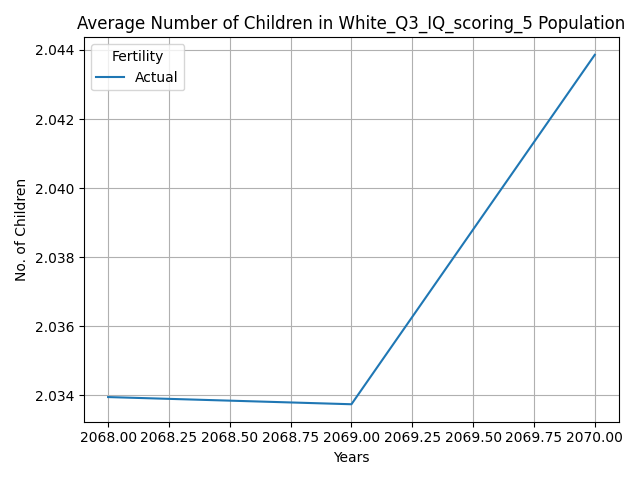 Average Number of Children in White_Q3_IQ_scoring_5 Population
Fertility
Actual
No. of Children
2.044
2.042
2.040
2.038
2.036
2.034
2068.00 2068.25 2068.50 2068.75 2069.00 2069.25 2069.50 2069.75 2070.00
Years